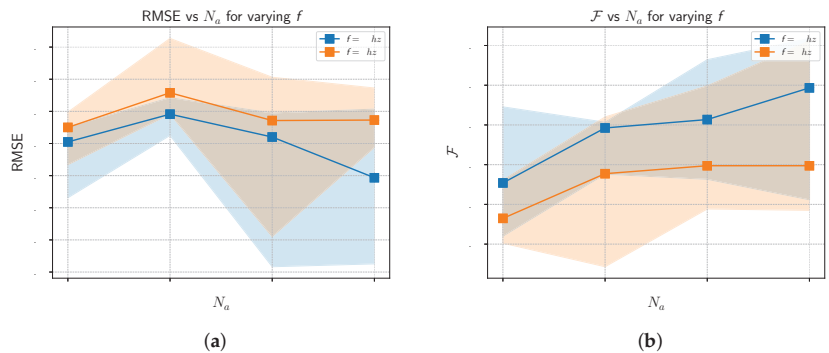 RMSE vs N_a for varying f
RMSE
f = hz
f = hz
N_a
(a)
ℱ vs N_a for varying f
ℱ
f = hz
f = hz
N_a
(b)